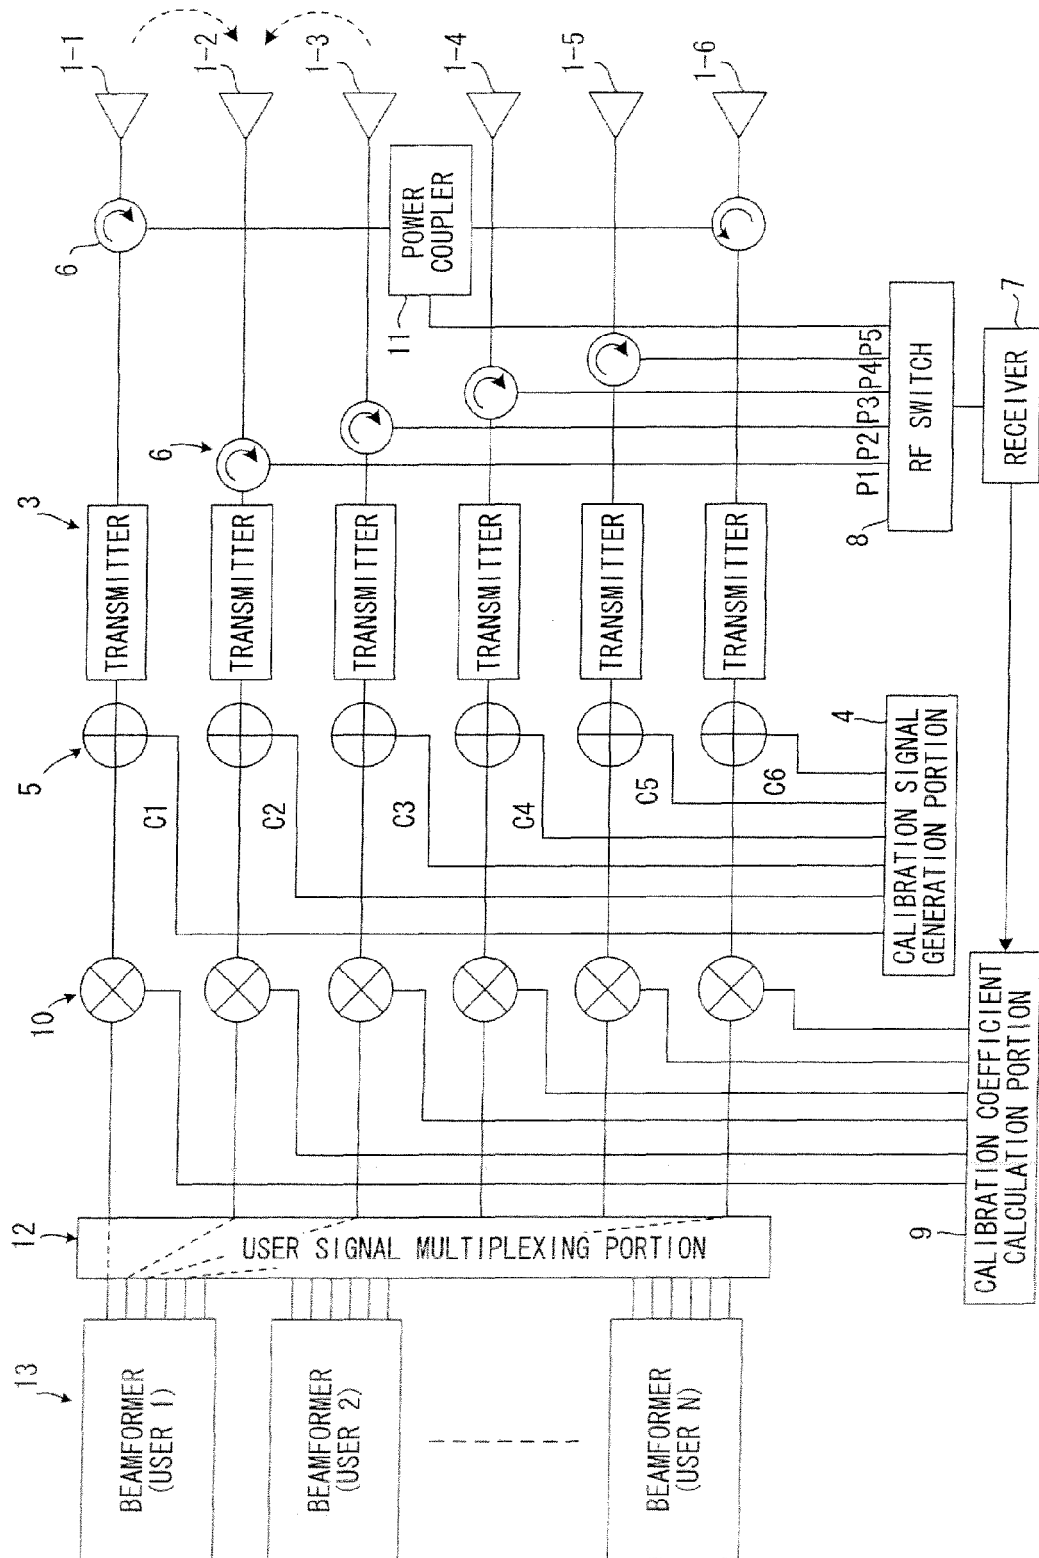 13
BEAMFORMER
(USER 1)
BEAMFORMER
(USER 2)
BEAMFORMER
(USER N)
12
USER SIGNAL MULTIPLEXING PORTION
10
9
CALIBRATION COEFFICIENT
CALCULATION PORTION
5
C1
C2
C3
C4
C5
C6
4
CALIBRATION SIGNAL
GENERATION PORTION
3
TRANSMITTER
TRANSMITTER
TRANSMITTER
TRANSMITTER
TRANSMITTER
TRANSMITTER
6
6
11
POWER
COUPLER
P1
P2
P3
P4
P5
8
RF SWITCH
7
RECEIVER
1-1
1-2
1-3
1-4
1-5
1-6